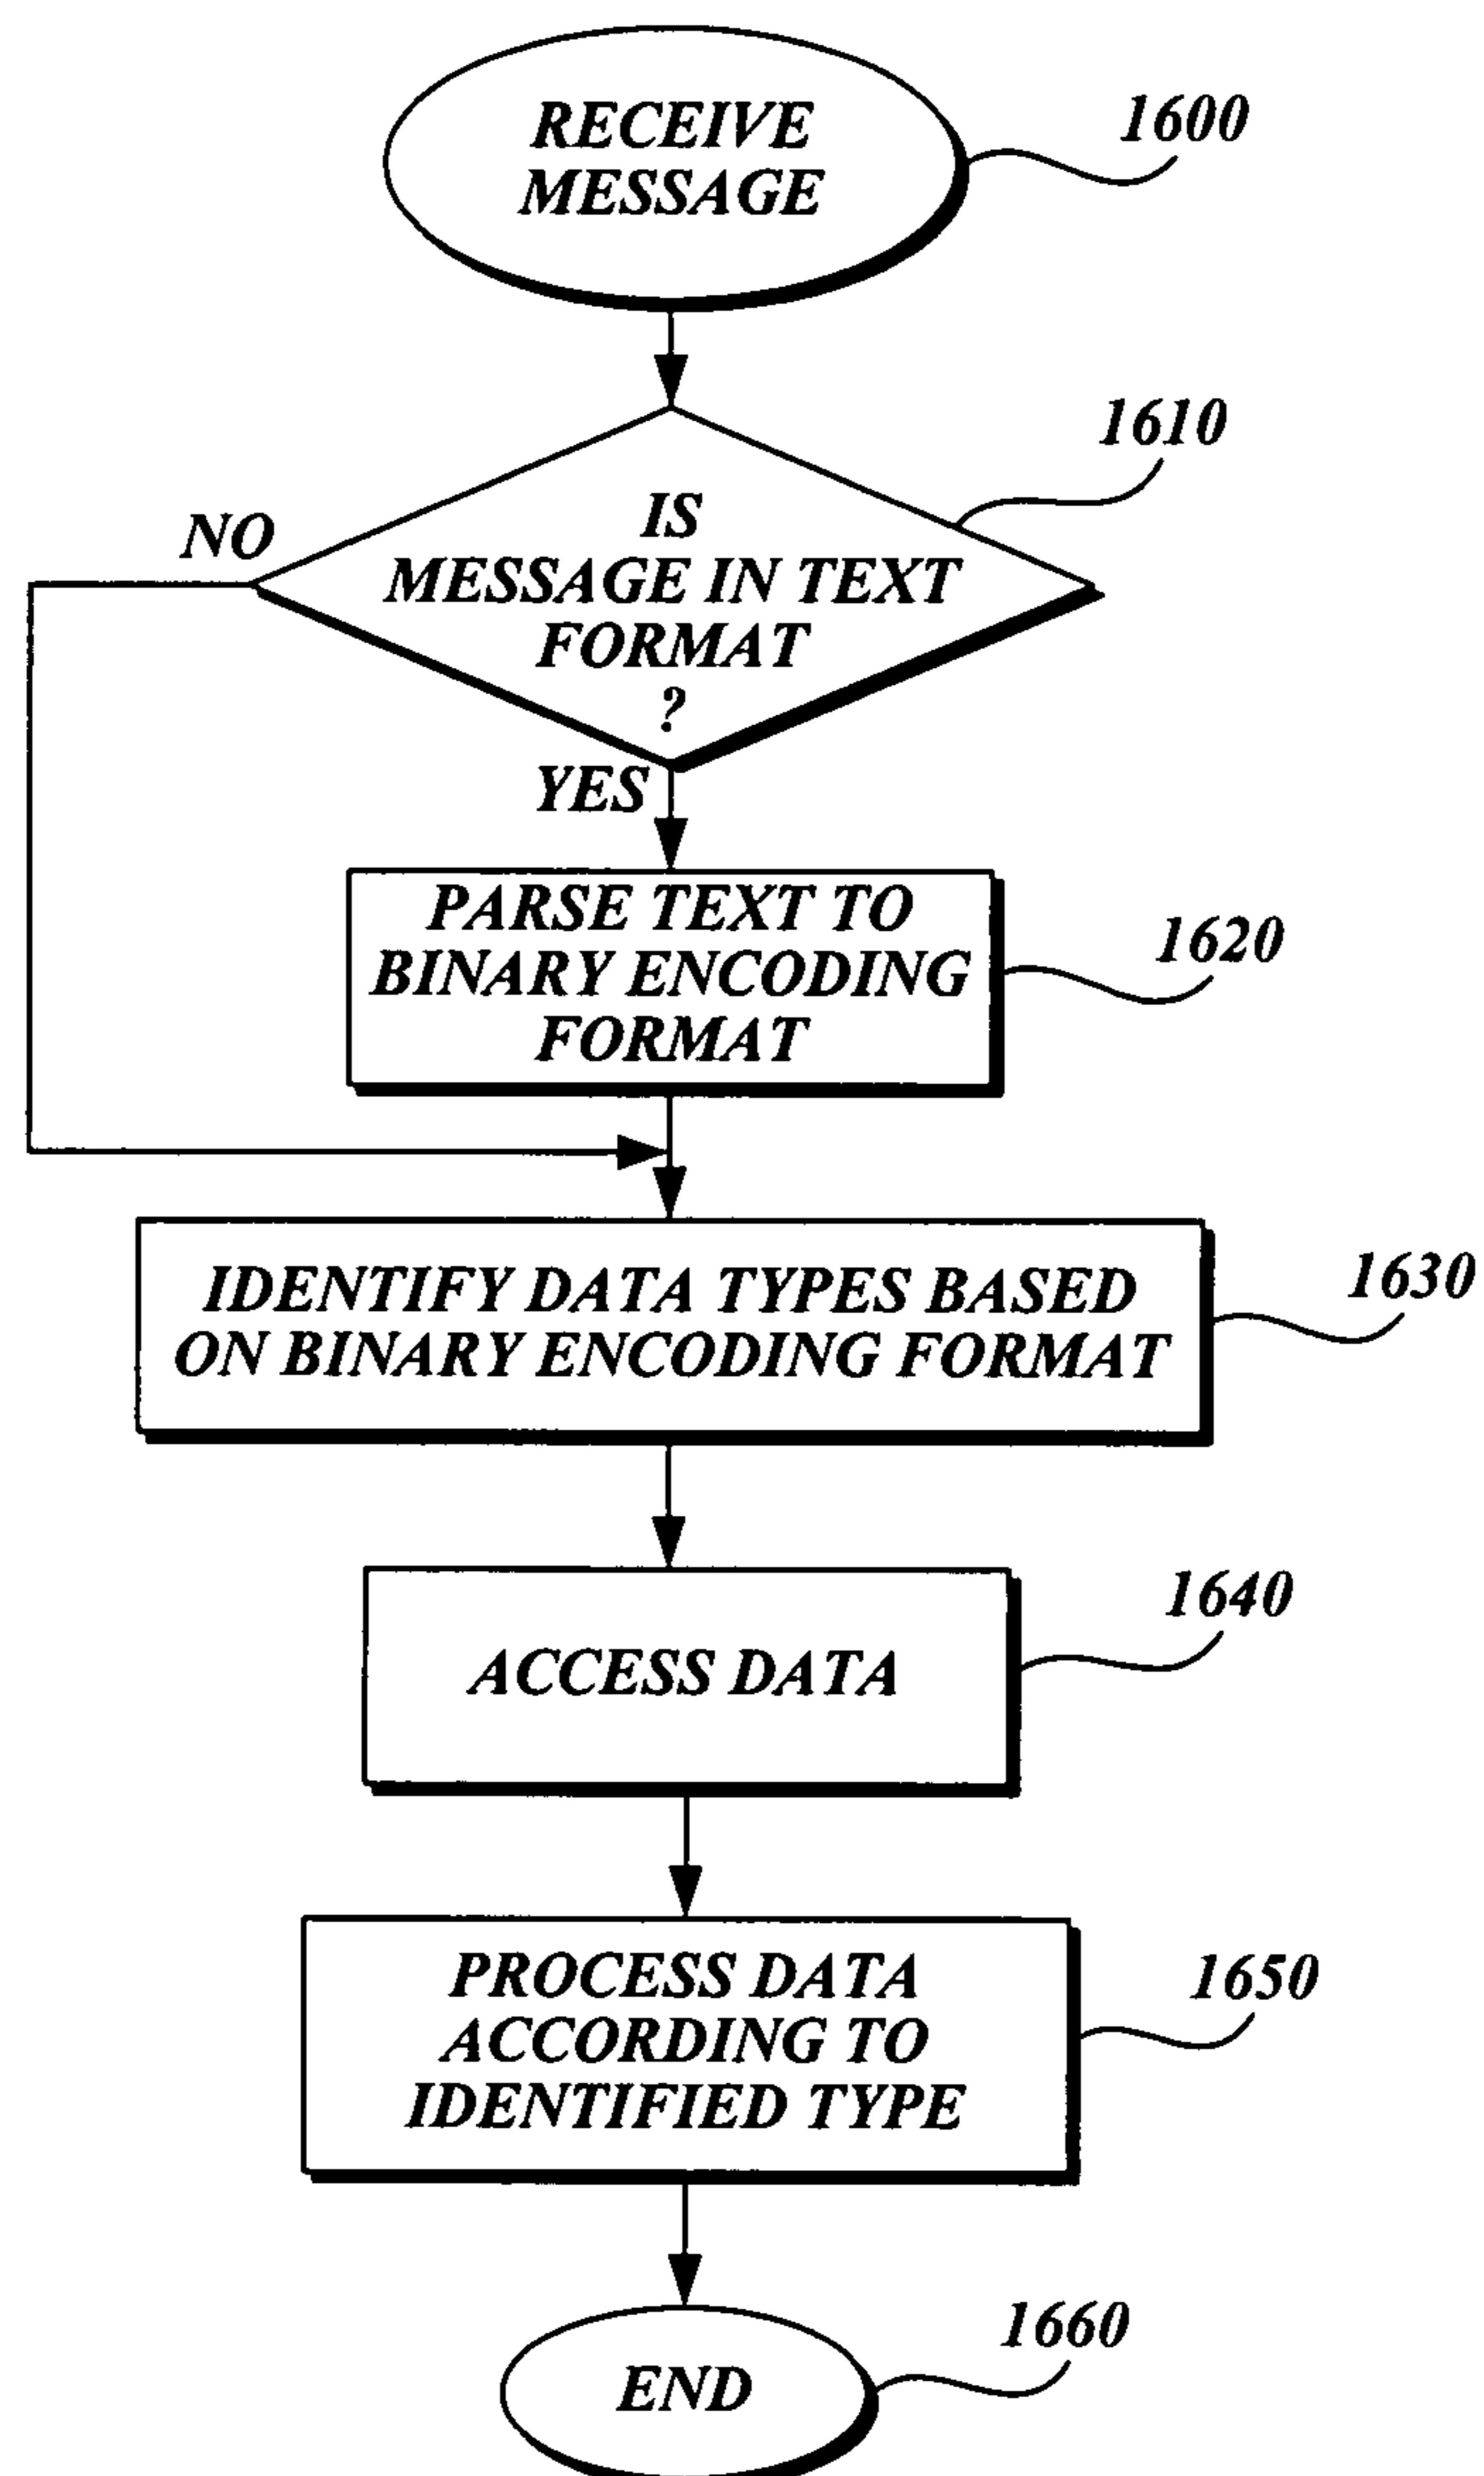 RECEIVE
MESSAGE
1600
1610
IS
MESSAGE IN TEXT
FORMAT
?
NO
YES
PARSE TEXT TO
BINARY ENCODING
FORMAT
1620
IDENTIFY DATA TYPES BASED
ON BINARY ENCODING FORMAT
1630
ACCESS DATA
1640
PROCESS DATA
ACCORDING TO
IDENTIFIED TYPE
1650
END
1660